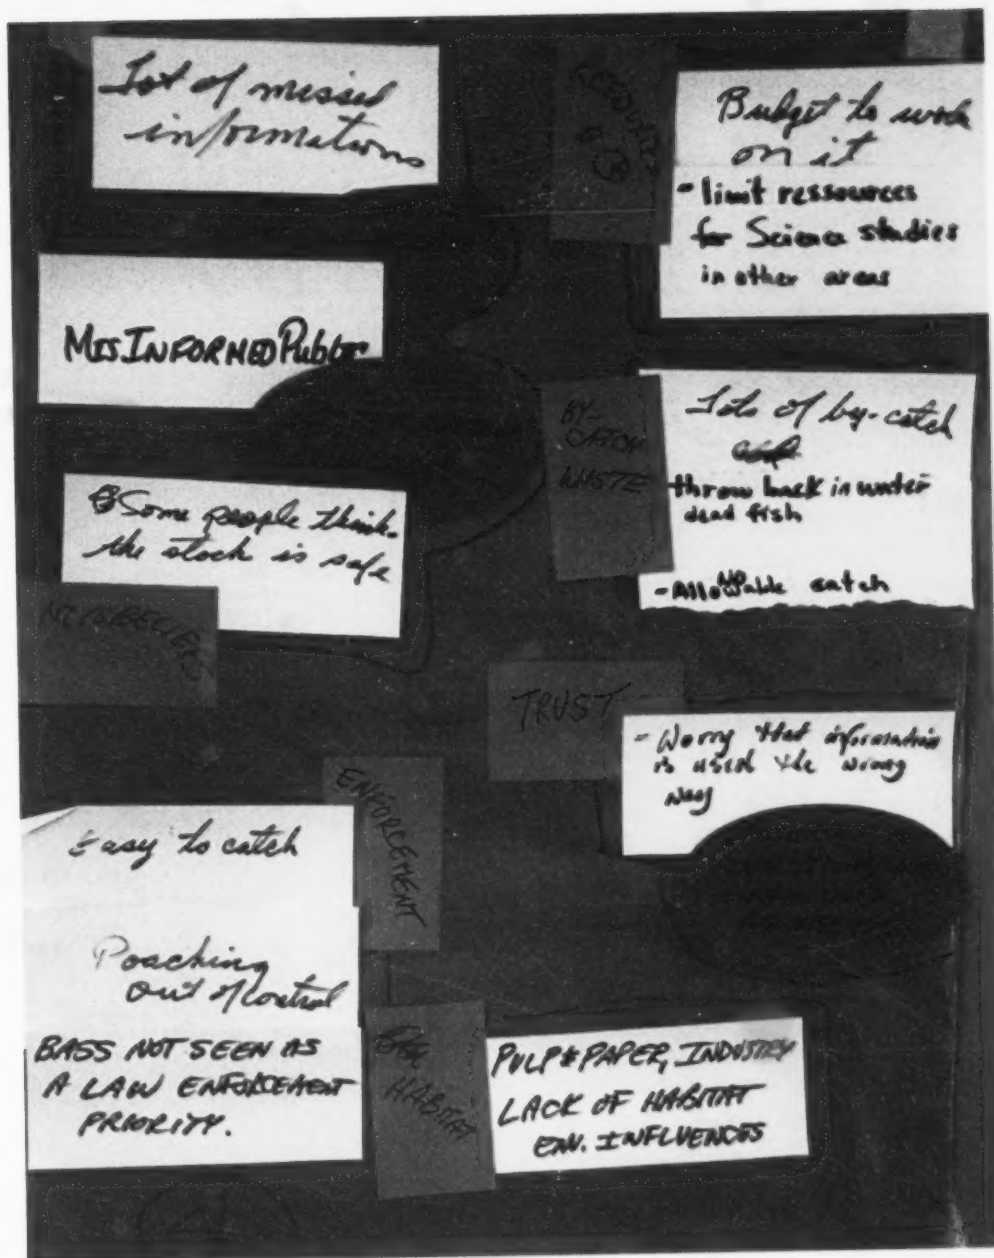 Lot of missed
informations
MISINFORMED Public
Some people think
the stock is safe
Easy to catch
Poaching
out of control
BASS NOT SEEN AS
A LAW ENFORCEMENT
PRIORITY.
ENFORCEMENT
Budget to work
on it
- limit ressources
for Science studies
in other areas
BY-
CATCH
WASTE
Lots of by-catch
- throw back in water
dead fish
- Allowable catch
NO
TRUST
- Worry that information
is used the wrong
way
HABITAT
PULP & PAPER, INDUSTRY
LACK OF HABITAT
ENV. INFLUENCES